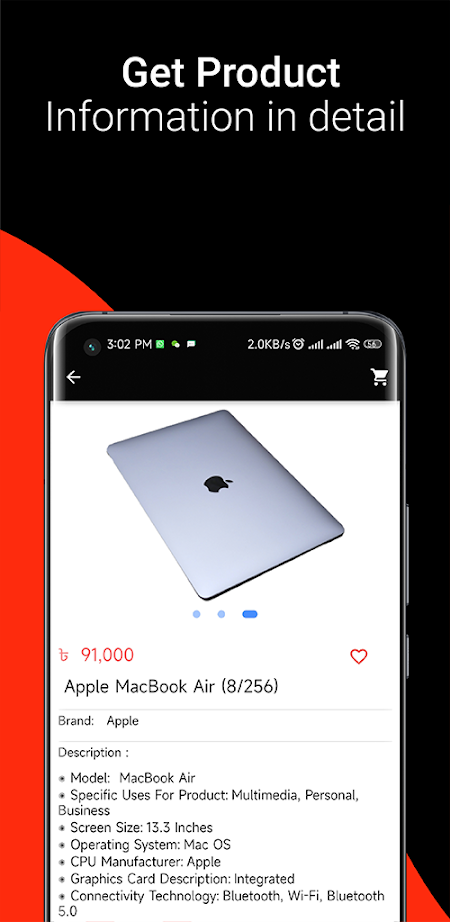 Get Product
Information in detail
3:02 PM
2.0KB/s
56
৳ 91,000
Apple MacBook Air (8/256)
Brand: Apple
Description :
Model: MacBook Air
Specific Uses For Product: Multimedia, Personal,
Business
Screen Size: 13.3 Inches
Operating System: Mac OS
CPU Manufacturer: Apple
Graphics Card Description: Integrated
Connectivity Technology: Bluetooth, Wi-Fi, Bluetooth
5.0